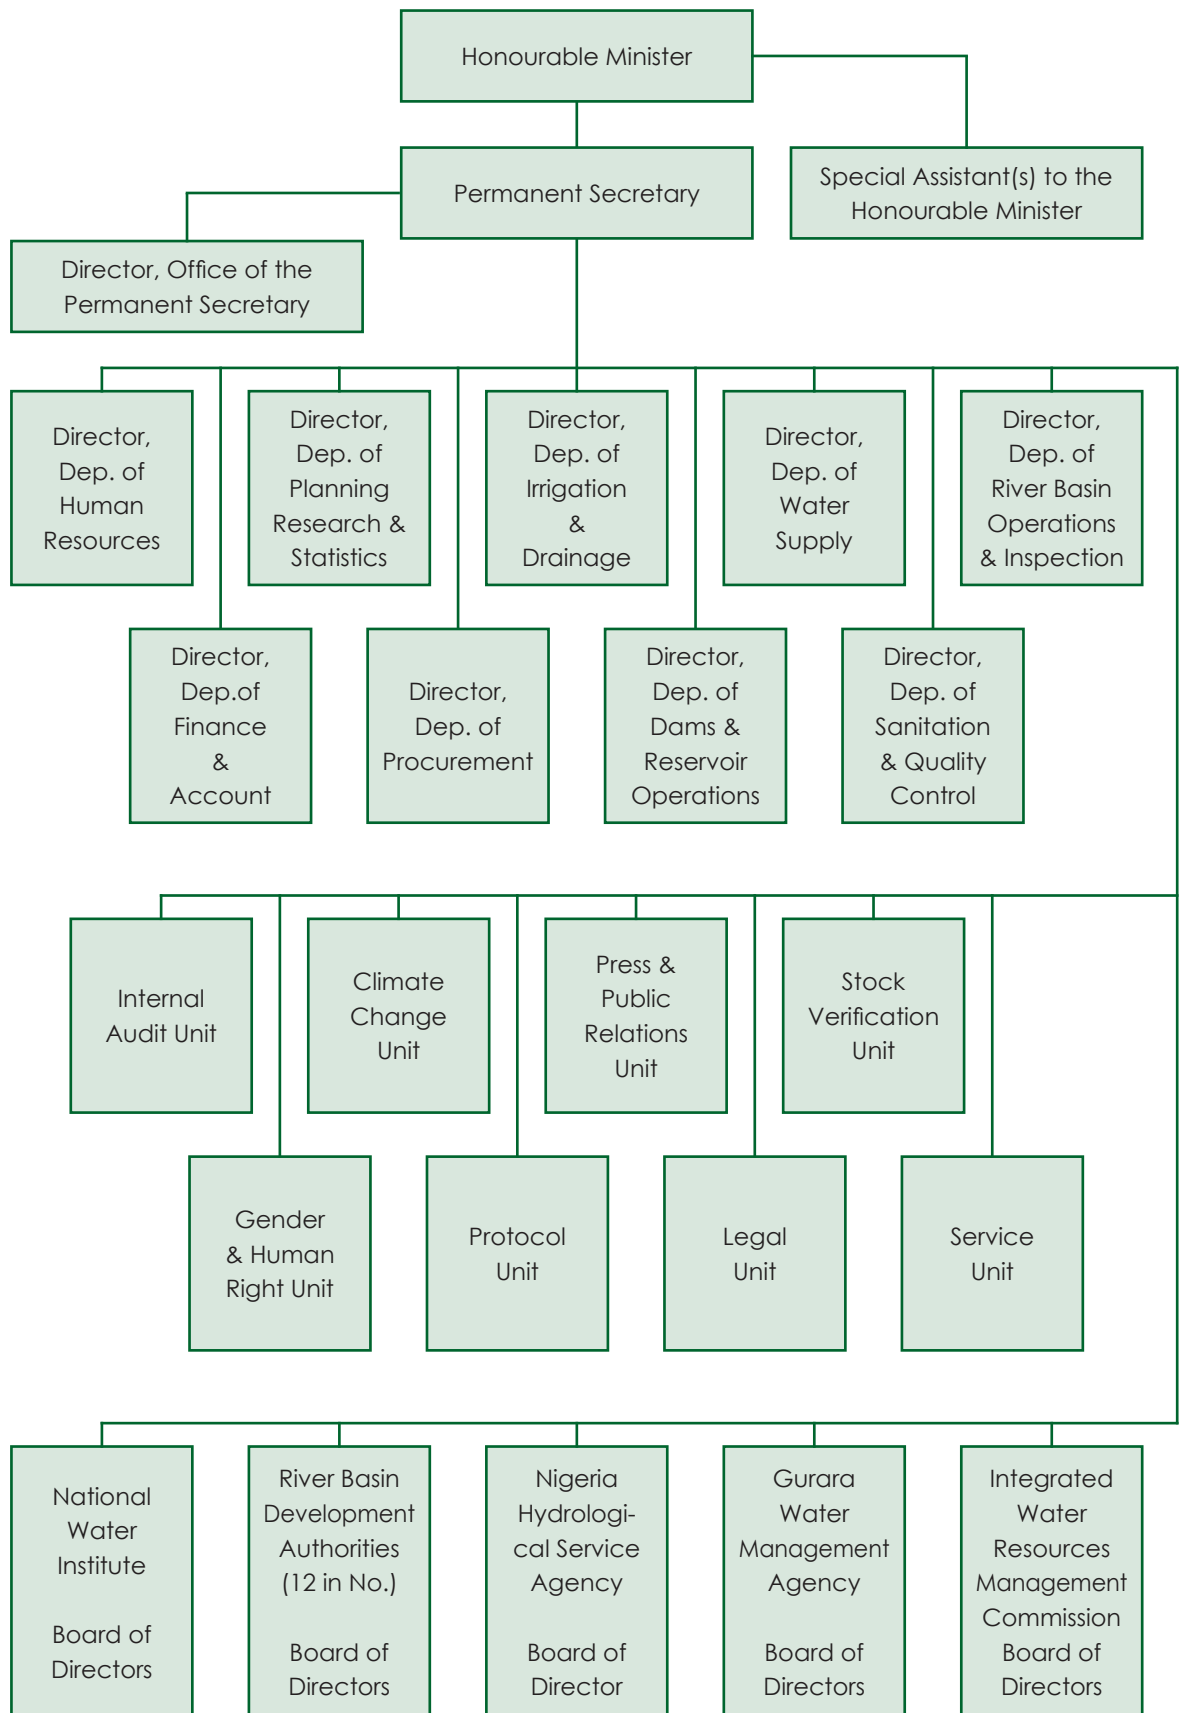 Honourable Minister
Permanent Secretary
Special Assistant(s) to the
Honourable Minister
Director, Office of the
Permanent Secretary
Director,
Dep. of
Human
Resources
Director,
Dep. of
Planning
Research &
Statistics
Director,
Dep. of
Irrigation
&
Drainage
Director,
Dep. of
Water
Supply
Director,
Dep. of
River Basin
Operations
& Inspection
Director,
Dep.of
Finance
&
Account
Director,
Dep. of
Procurement
Director,
Dep. of
Dams &
Reservoir
Operations
Director,
Dep. of
Sanitation
& Quality
Control
Internal
Audit Unit
Climate
Change
Unit
Press &
Public
Relations
Unit
Stock
Verification
Unit
Gender
& Human
Right Unit
Protocol
Unit
Legal
Unit
Service
Unit
National
Water
Institute
Board of
Directors
River Basin
Development
Authorities
(12 in No.)
Board of
Directors
Nigeria
Hydrologi-
cal Service
Agency
Board of
Director
Gurara
Water
Management
Agency
Board of
Directors
Integrated
Water
Resources
Management
Commission
Board of
Directors